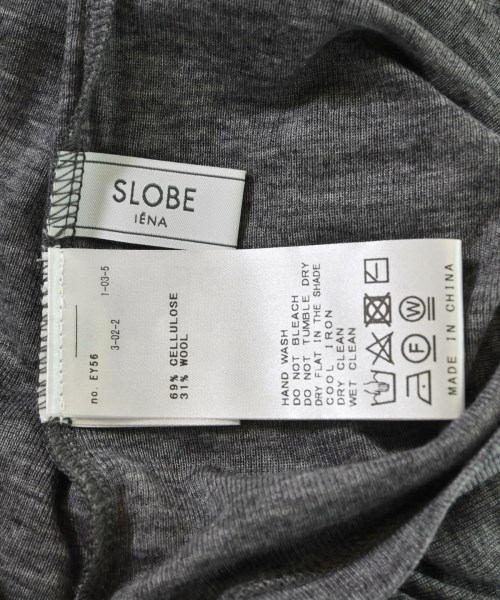 SLOBE
IÉNA
no. EY56
3-02-2
1-03-5
69% CELLULOSE
31% WOOL
HAND WASH
DO NOT BLEACH
DO NOT TUMBLE DRY
DRY FLAT IN THE SHADE
COOL IRON
DRY CLEAN
WET CLEAN
F
W
MADE IN CHINA